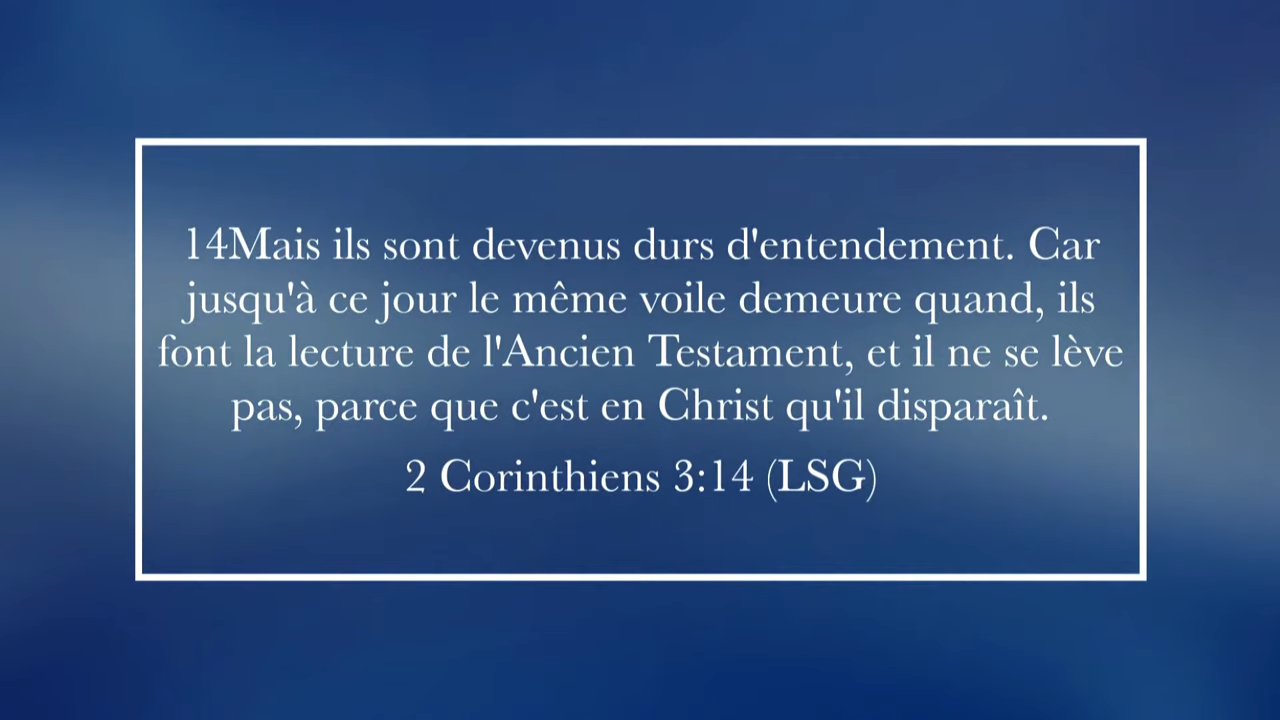 14Mais ils sont devenus durs d'entendement. Car
jusqu'à ce jour le même voile demeure quand, ils
font la lecture de l'Ancien Testament, et il ne se lève
pas, parce que c'est en Christ qu'il disparaît.
2 Corinthiens 3:14 (LSG)